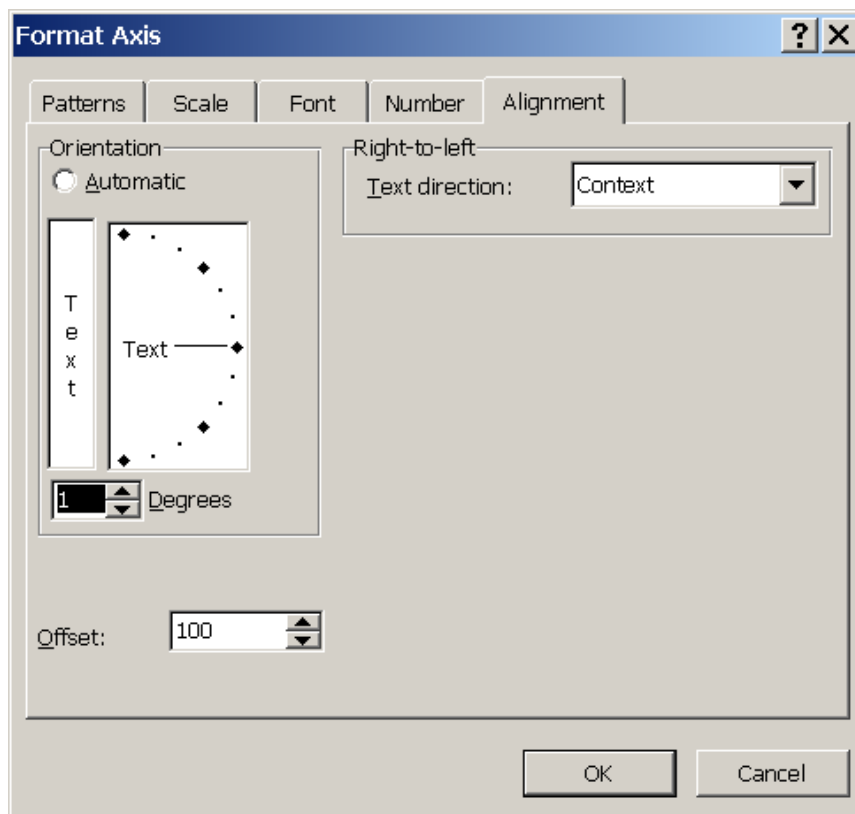 Format Axis
Patterns Scale Font Number Alignment
Orientation
Automatic
Text
Text
1 Degrees
Offset: 100
Right-to-left
Text direction: Context
OK Cancel